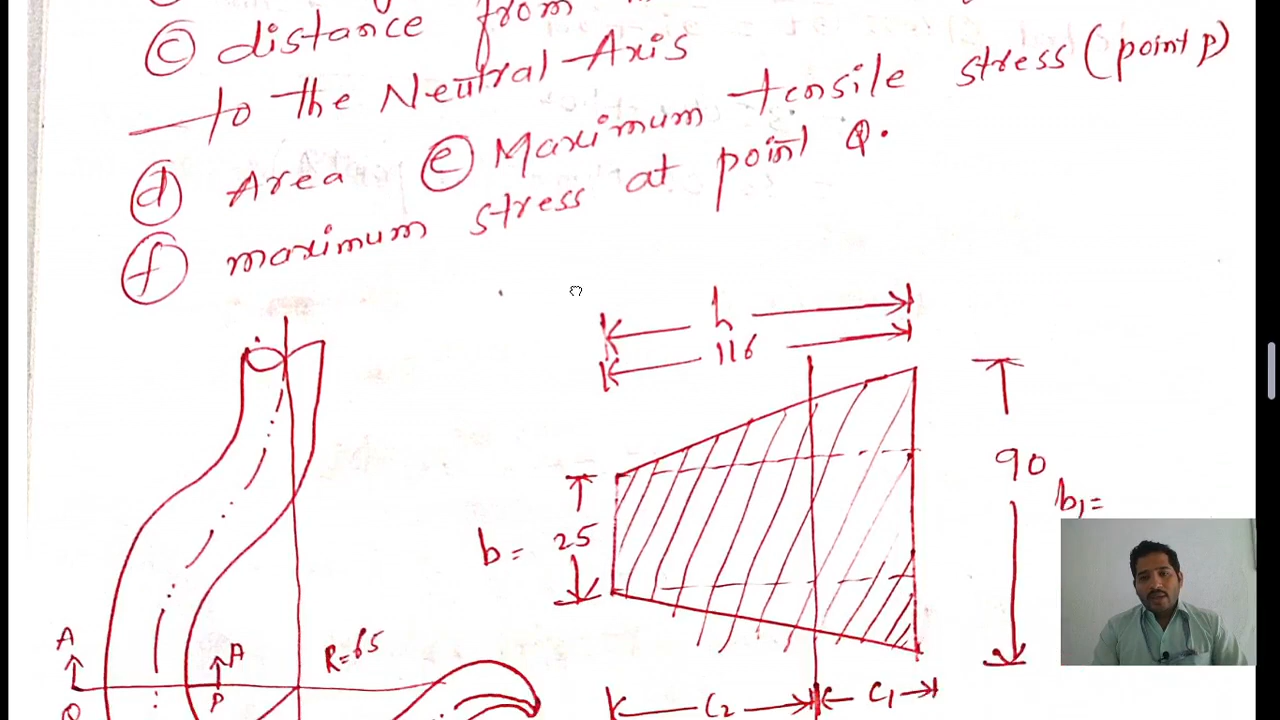 ⓒ distance from
to the Neutral Axis
ⓓ Area ⓔ Maximum tensile stress (point p)
ⓕ maximum stress at point Q.
h
116
90
b1=
b= 25
A
A
R=65
Q
P
C2
C1